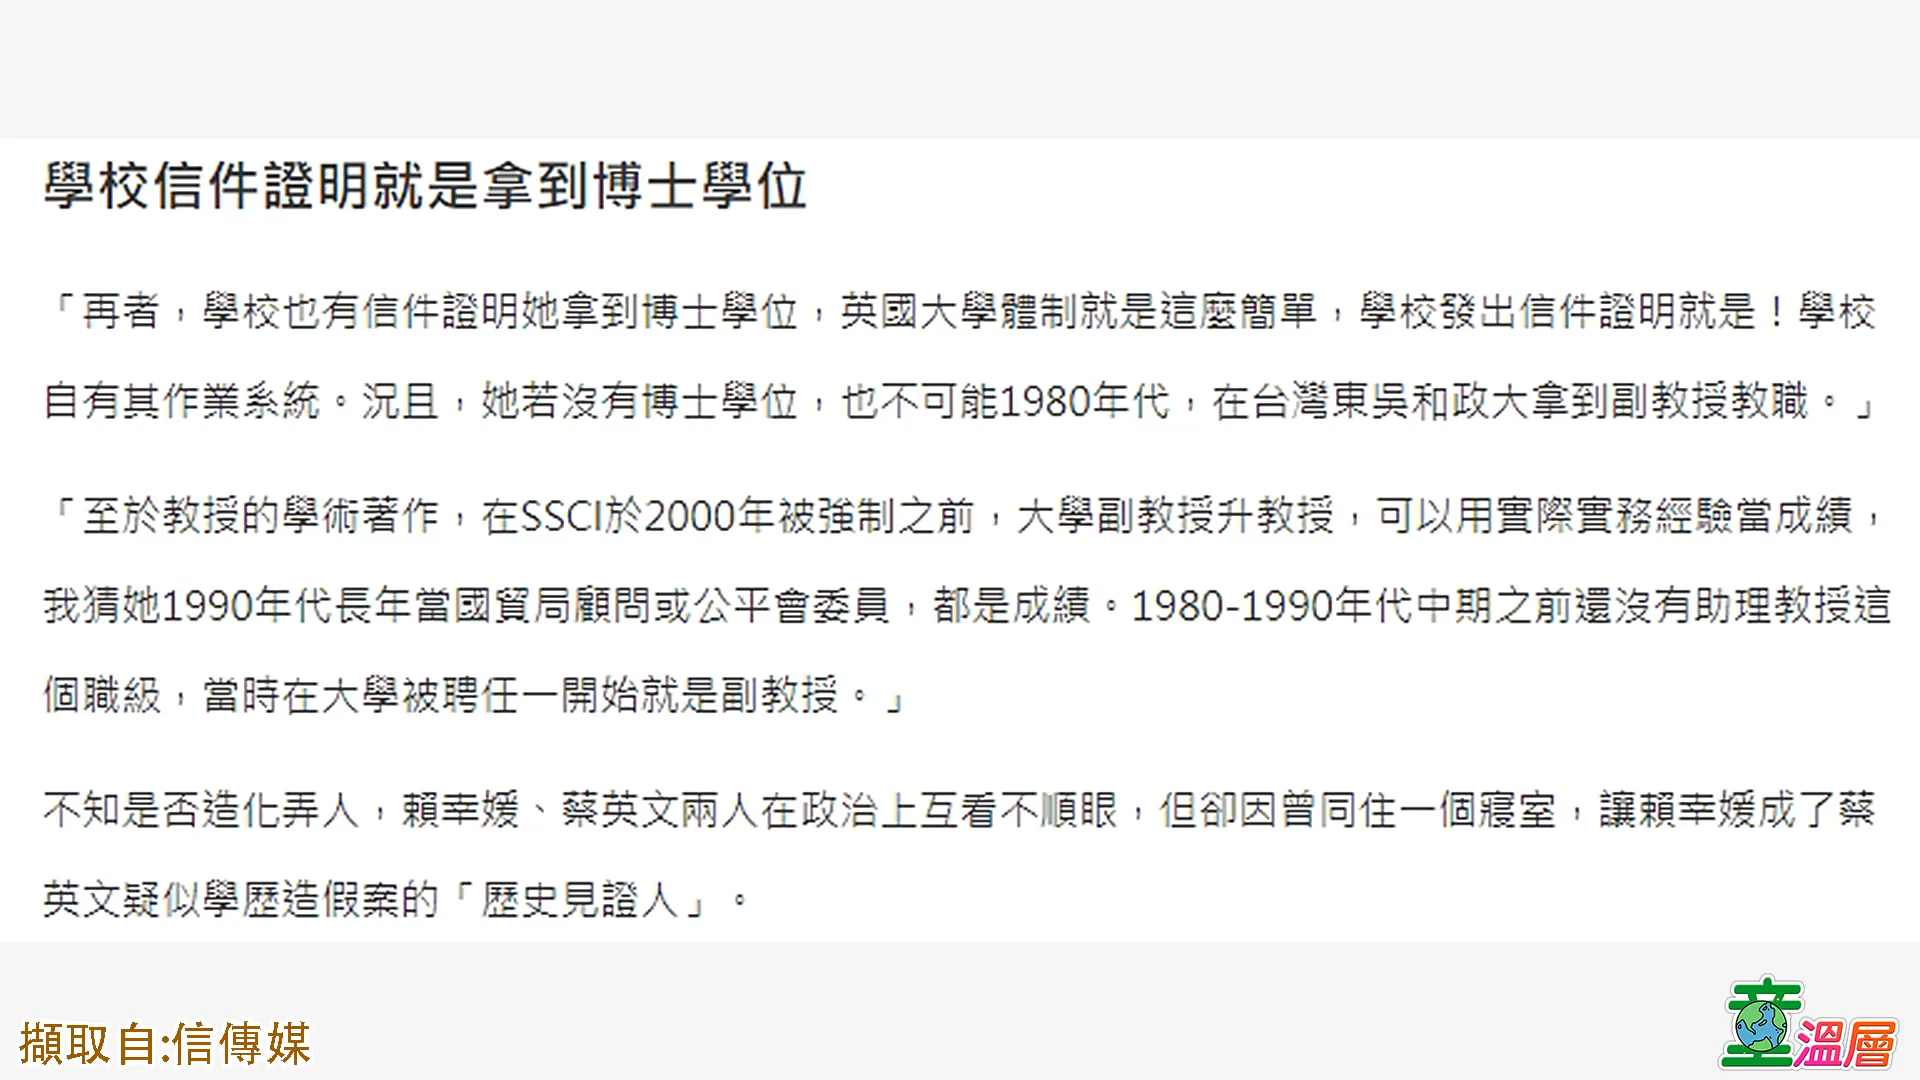 學校信件證明就是拿到博士學位
「再者，學校也有信件證明她拿到博士學位，英國大學體制就是這麼簡單，學校發出信件證明就是！學校
自有其作業系統。況且，她若沒有博士學位，也不可能1980年代，在台灣東吳和政大拿到副教授教職。」
「至於教授的學術著作，在SSCI於2000年被強制之前，大學副教授升教授，可以用實際實務經驗當成績，
我猜她1990年代長年當國貿局顧問或公平會委員，都是成績。1980-1990年代中期之前還沒有助理教授這
個職級，當時在大學被聘任一開始就是副教授。」
不知是否造化弄人，賴幸媛、蔡英文兩人在政治上互看不順眼，但卻因曾同住一個寢室，讓賴幸媛成了蔡
英文疑似學歷造假案的「歷史見證人」。
擷取自:信傳媒
童溫層